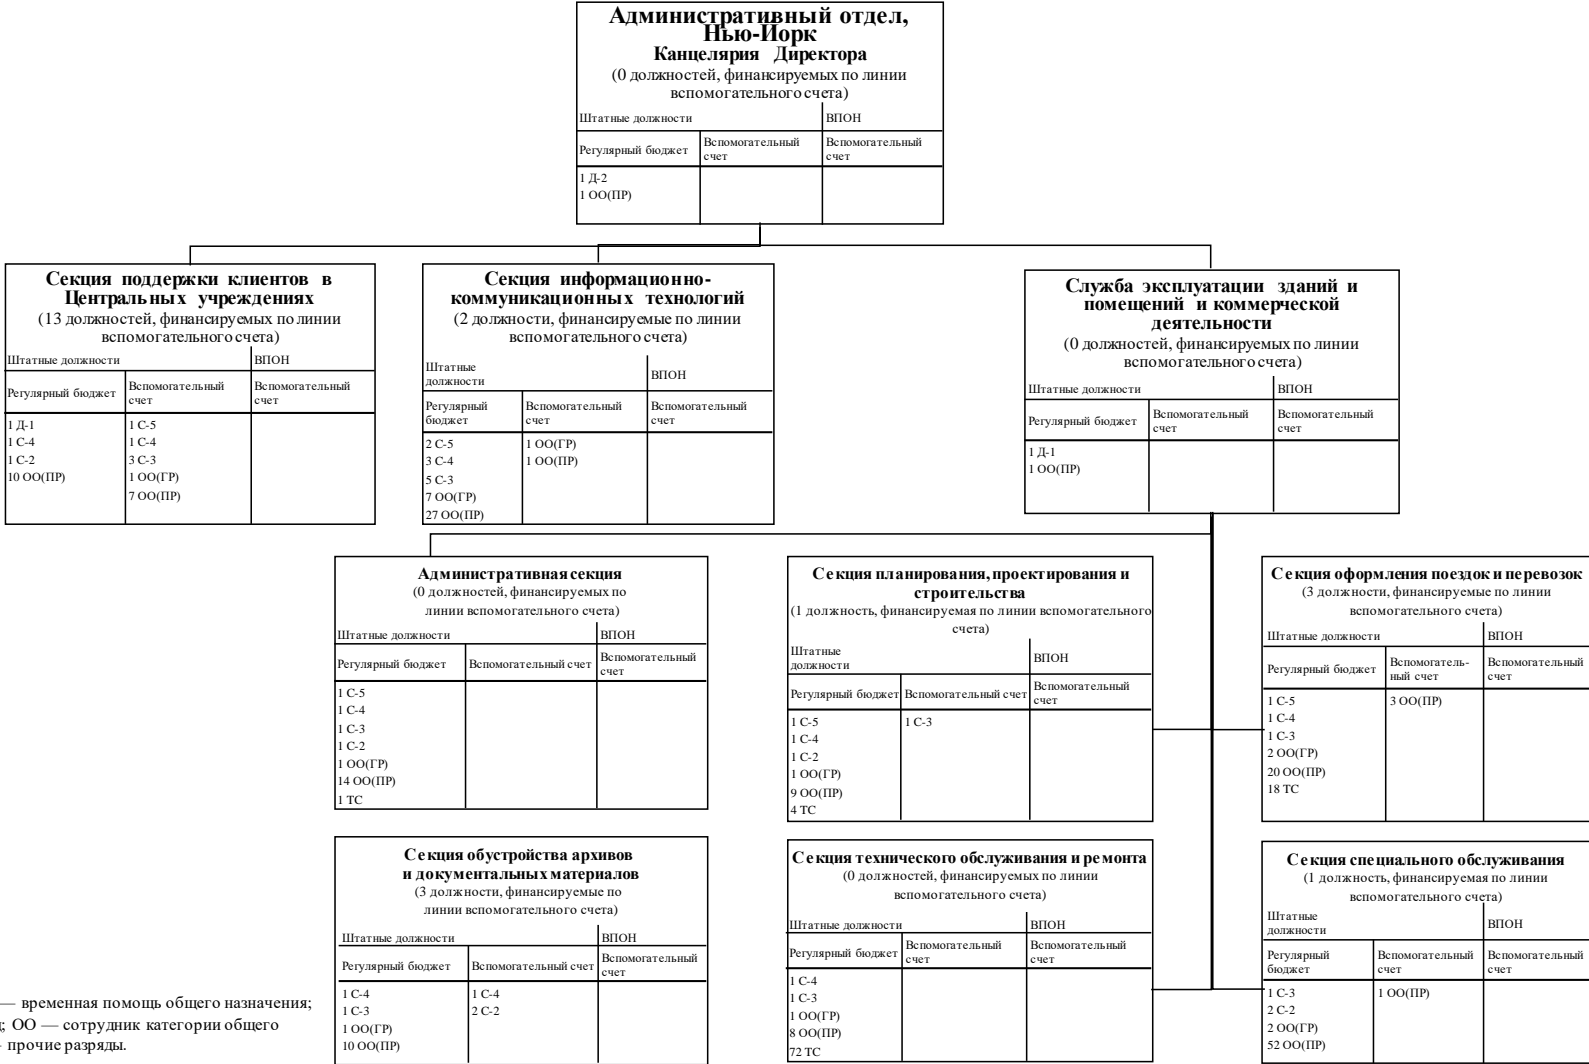 Административный отдел,
Нью-Йорк
Канцелярия Директора
(0 должностей, финансируемых по линии
вспомогательного счета)
Штатные должности ВПОН
Регулярный бюджет Вспомогательный счет Вспомогательный счет
1 Д-2
1 ОО(ПР)
Секция поддержки клиентов в
Центральных учреждениях
(13 должностей, финансируемых по линии
вспомогательного счета)
Штатные должности ВПОН
Регулярный бюджет Вспомогательный счет Вспомогательный счет
1 Д-1 1 С-5
1 С-4 1 С-4
1 С-2 3 С-3
10 ОО(ПР) 1 ОО(ГР)
7 ОО(ПР)
Секция информационно-
коммуникационных технологий
(2 должности, финансируемые по линии
вспомогательного счета)
Штатные должности ВПОН
Регулярный бюджет Вспомогательный счет Вспомогательный счет
2 С-5 1 ОО(ГР)
3 С-4 1 ОО(ПР)
5 С-3
7 ОО(ГР)
27 ОО(ПР)
Служба эксплуатации зданий и
помещений и коммерческой
деятельности
(0 должностей, финансируемых по линии
вспомогательного счета)
Штатные должности ВПОН
Регулярный бюджет Вспомогательный счет Вспомогательный счет
1 Д-1
1 ОО(ПР)
Административная секция
(0 должностей, финансируемых по
линии вспомогательного счета)
Штатные должности ВПОН
Регулярный бюджет Вспомогательный счет Вспомогательный счет
1 С-5
1 С-4
1 С-3
1 С-2
1 ОО(ГР)
14 ОО(ПР)
1 ТС
Секция планирования, проектирования и
строительства
(1 должность, финансируемая по линии вспомогательного
счета)
Штатные должности ВПОН
Регулярный бюджет Вспомогательный счет Вспомогательный счет
1 С-5 1 С-3
1 С-4
1 С-2
1 ОО(ГР)
9 ОО(ПР)
4 ТС
Секция оформления поездок и перевозок
(3 должности, финансируемые по линии
вспомогательного счета)
Штатные должности ВПОН
Регулярный бюджет Вспомогатель-ный счет Вспомогательный счет
1 С-5 3 ОО(ПР)
1 С-4
1 С-3
2 ОО(ГР)
20 ОО(ПР)
18 ТС
Секция обустройства архивов
и документальных материалов
(3 должности, финансируемые по
линии вспомогательного счета)
Штатные должности ВПОН
Регулярный бюджет Вспомогательный счет Вспомогательный счет
1 С-4 1 С-4
1 С-3 2 С-2
1 ОО(ГР)
10 ОО(ПР)
Секция технического обслуживания и ремонта
(0 должностей, финансируемых по линии
вспомогательного счета)
Штатные должности ВПОН
Регулярный бюджет Вспомогательный счет Вспомогательный счет
1 С-4
1 С-3
1 ОО(ГР)
8 ОО(ПР)
72 ТС
Секция специального обслуживания
(1 должность, финансируемая по линии
вспомогательного счета)
Штатные должности ВПОН
Регулярный бюджет Вспомогательный счет Вспомогательный счет
1 С-3 1 ОО(ПР)
2 С-2
2 ОО(ГР)
52 ОО(ПР)
— временная помощь общего назначения;
; ОО — сотрудник категории общего
— прочие разряды.